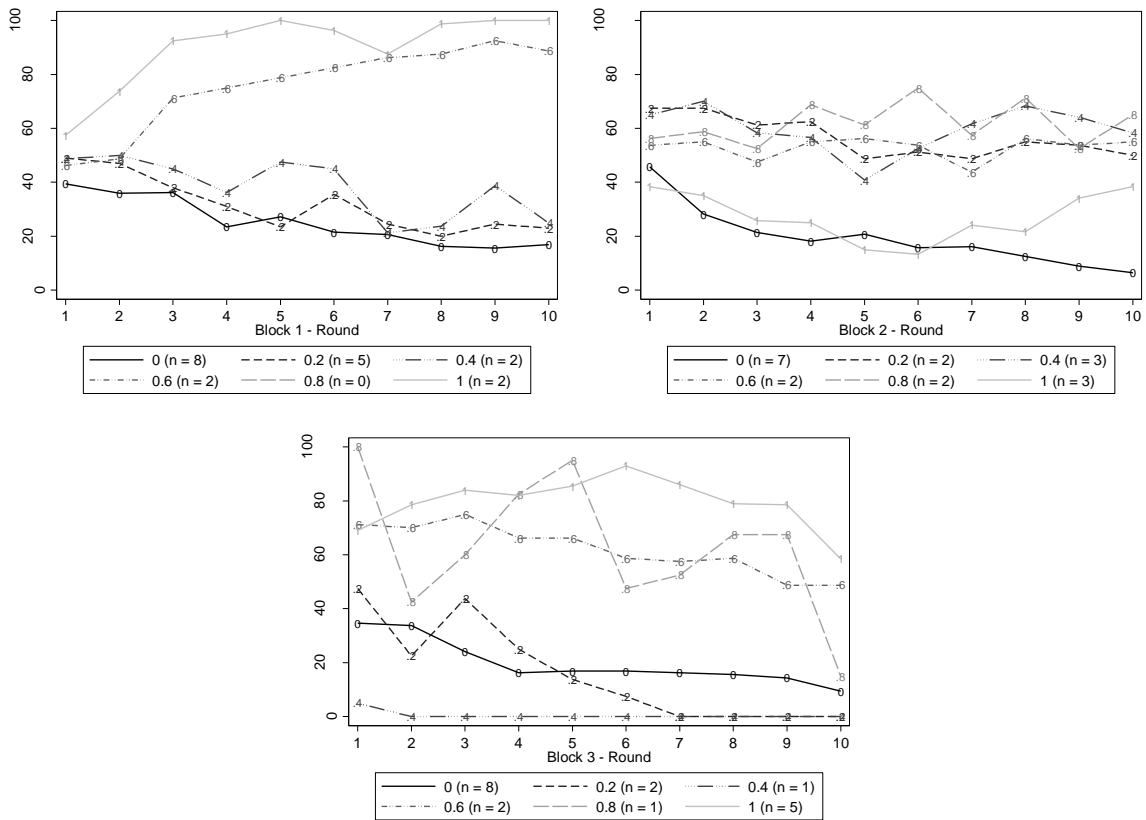 100
80
60
40
20
0
1 2 3 4 5 6 7 8 9 10
Block 1 - Round
0 (n = 8) 0.2 (n = 5) 0.4 (n = 2)
0.6 (n = 2) 0.8 (n = 0) 1 (n = 2)
100
80
60
40
20
0
1 2 3 4 5 6 7 8 9 10
Block 2 - Round
0 (n = 7) 0.2 (n = 2) 0.4 (n = 3)
0.6 (n = 2) 0.8 (n = 2) 1 (n = 3)
100
80
60
40
20
0
1 2 3 4 5 6 7 8 9 10
Block 3 - Round
0 (n = 8) 0.2 (n = 2) 0.4 (n = 1)
0.6 (n = 2) 0.8 (n = 1) 1 (n = 5)